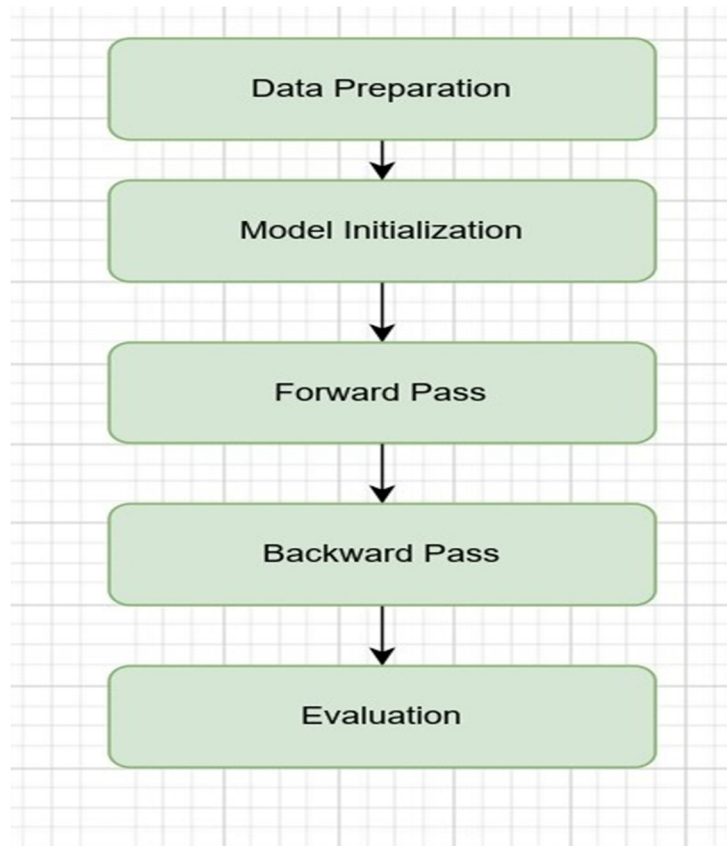 Data Preparation
Model Initialization
Forward Pass
Backward Pass
Evaluation